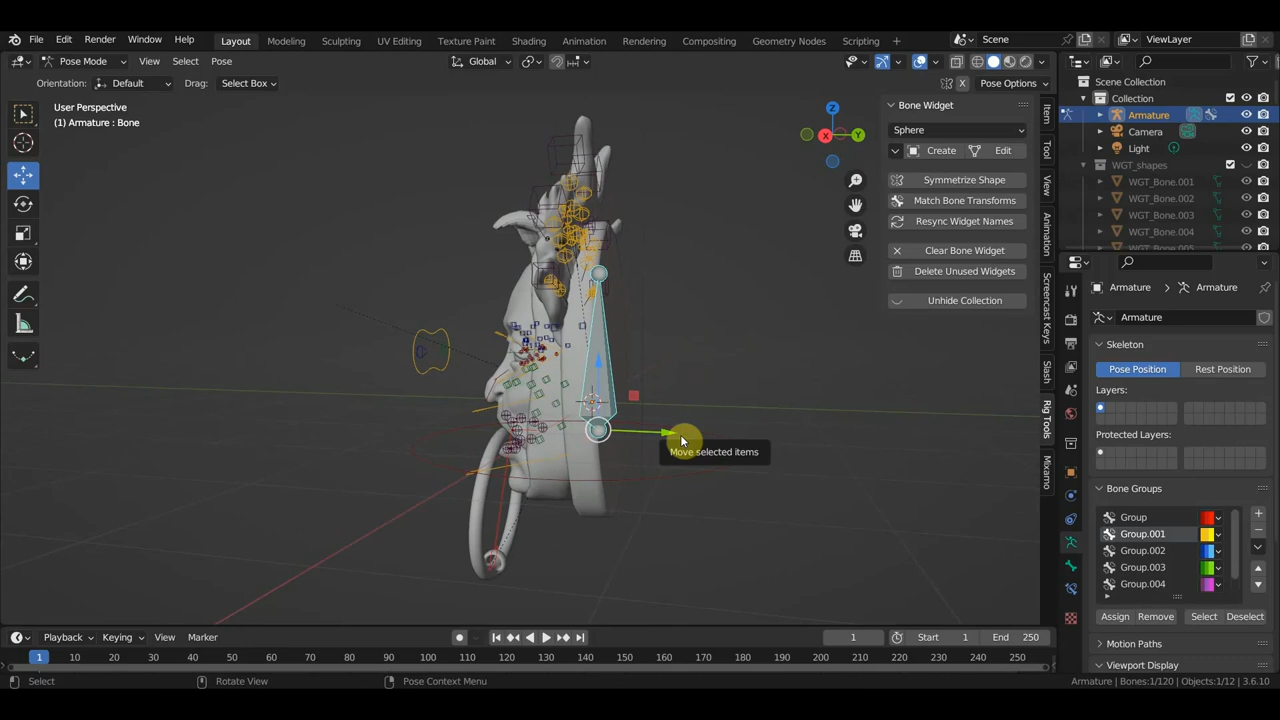 File Edit Render Window Help Layout Modeling Sculpting UV Editing Texture Paint Shading Animation Rendering Compositing Geometry Nodes Scripting + Scene ViewLayer
Pose Mode View Select Pose Global Scene Collection
Orientation: Default Drag: Select Box X Pose Options Collection
User Perspective
(1) Armature : Bone
Z
Y
X
Bone Widget
Sphere
Create Edit
Symmetrize Shape
Match Bone Transforms
Resync Widget Names
Clear Bone Widget
Delete Unused Widgets
Unhide Collection
Item
Tool
View
Animation
Screencast Keys
Slash
Rig Tools
Mixamo
Armature
Camera
Light
WGT_shapes
WGT_Bone.001
WGT_Bone.002
WGT_Bone.003
WGT_Bone.004
Armature Armature
Armature
Skeleton
Pose Position Rest Position
Layers:
Protected Layers:
Bone Groups
Group
Group.001
Group.002
Group.003
Group.004
Assign Remove Select Deselect
Motion Paths
Viewport Display
Move selected items
Playback Keying View Marker 1 Start 1 End 250
1 10 20 30 40 50 60 70 80 90 100 110 120 130 140 150 160 170 180 190 200 210 220 230 240 250
Select Rotate View Pose Context Menu Armature | Bones:1/120 | Objects:1/12 | 3.6.10